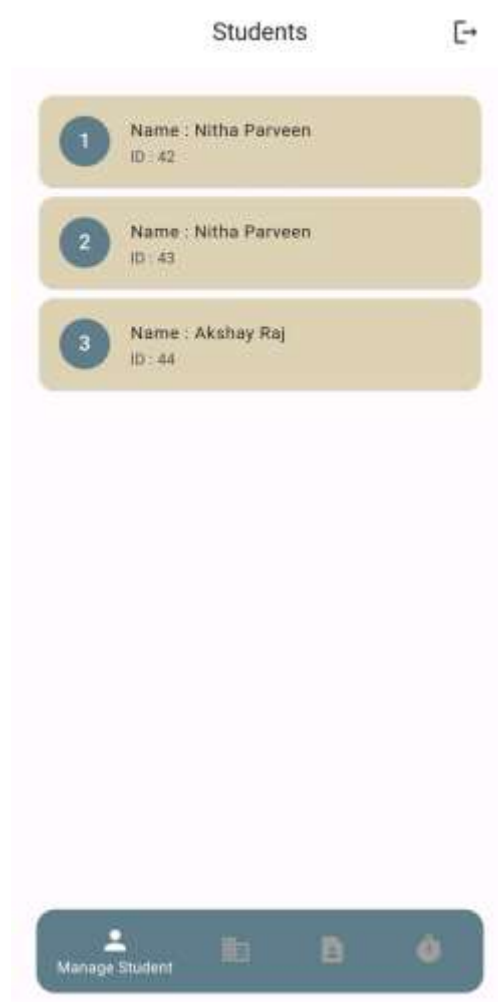 Students
1
Name : Nitha Parveen
ID : 42
2
Name : Nitha Parveen
ID : 43
3
Name : Akshay Raj
ID : 44
Manage Student